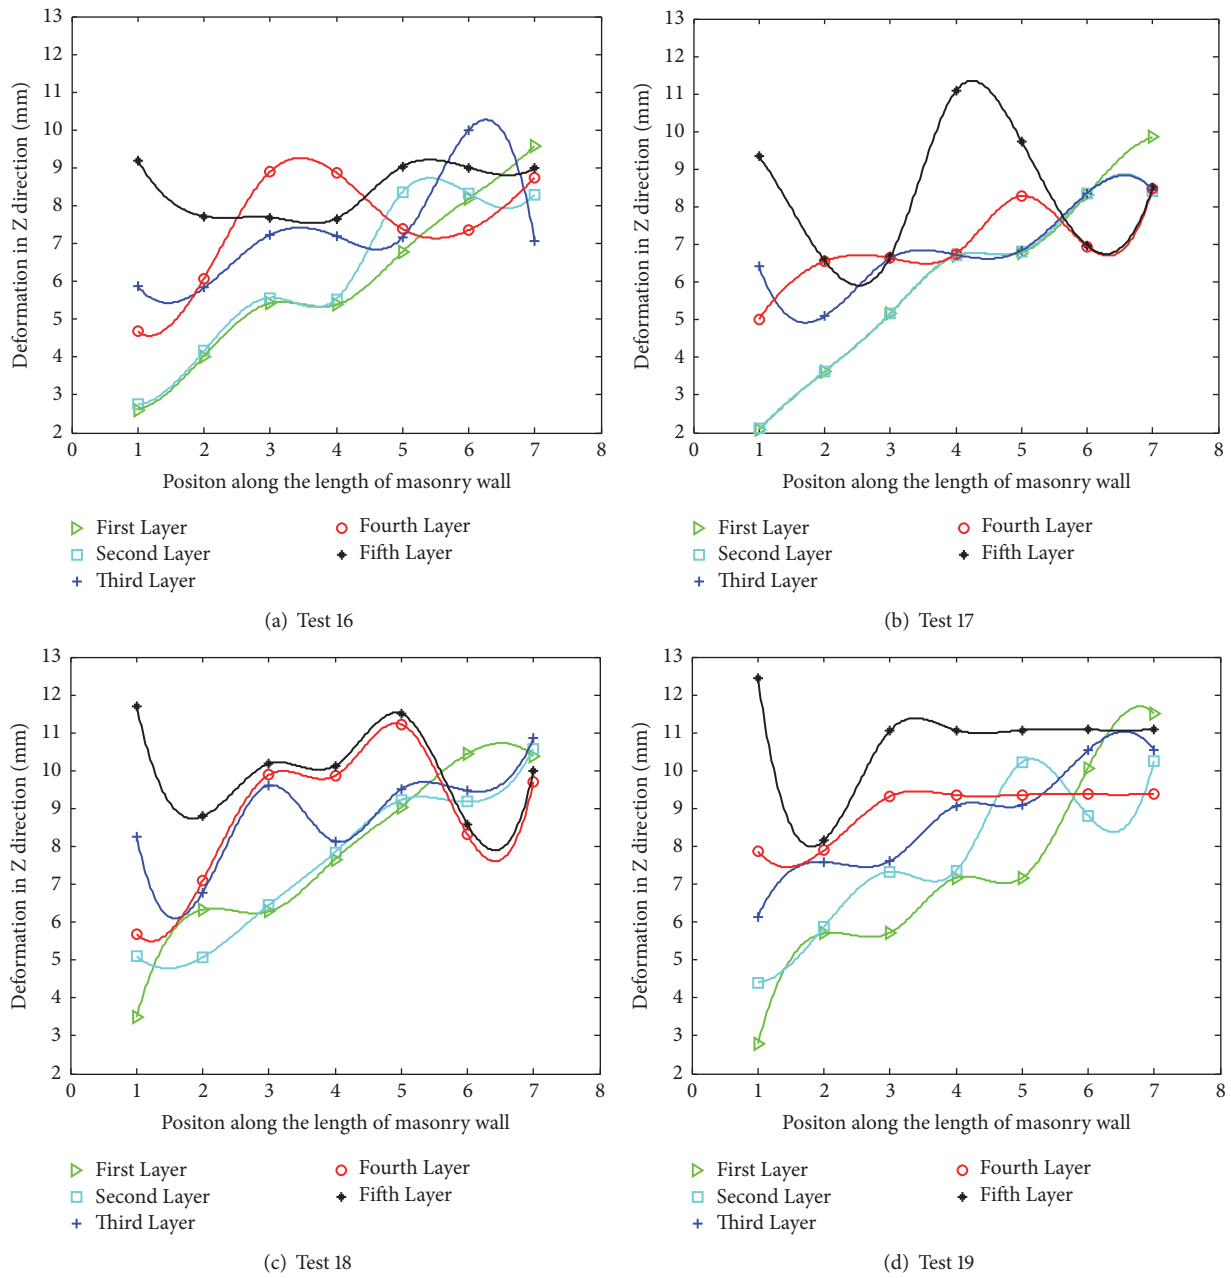 13
12
11
10
9
8
7
6
5
4
3
2
0 1 2 3 4 5 6 7 8
Deformation in Z direction (mm)
Positon along the length of masonry wall
First Layer
Second Layer
Third Layer
Fourth Layer
Fifth Layer
(a) Test 16
13
12
11
10
9
8
7
6
5
4
3
2
0 1 2 3 4 5 6 7 8
Deformation in Z direction (mm)
Positon along the length of masonry wall
First Layer
Second Layer
Third Layer
Fourth Layer
Fifth Layer
(b) Test 17
13
12
11
10
9
8
7
6
5
4
3
2
0 1 2 3 4 5 6 7 8
Deformation in Z direction (mm)
Positon along the length of masonry wall
First Layer
Second Layer
Third Layer
Fourth Layer
Fifth Layer
(c) Test 18
13
12
11
10
9
8
7
6
5
4
3
2
0 1 2 3 4 5 6 7 8
Deformation in Z direction (mm)
Positon along the length of masonry wall
First Layer
Second Layer
Third Layer
Fourth Layer
Fifth Layer
(d) Test 19